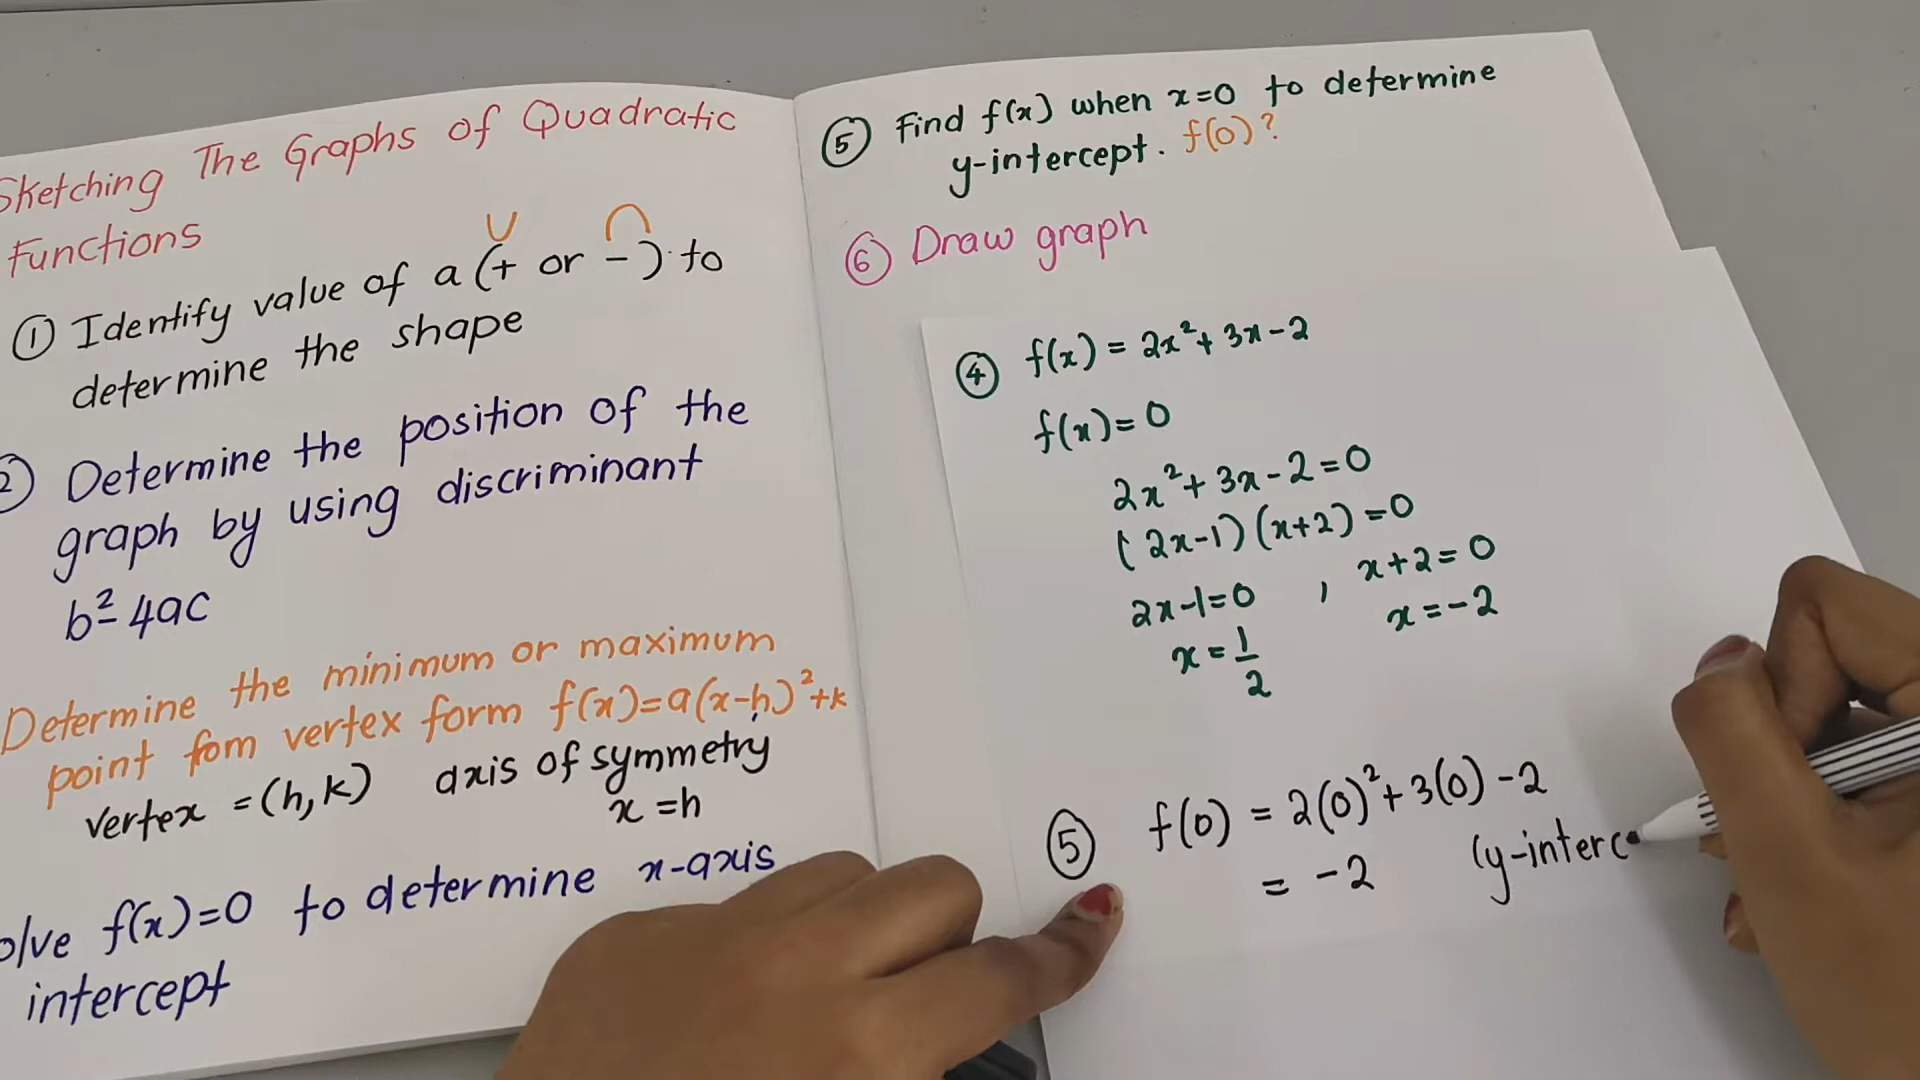 Sketching The Graphs of Quadratic
Functions
① Identify value of a (+ or -) to
determine the shape
② Determine the position of the
graph by using discriminant
b²-4ac
Determine the minimum or maximum
point fom vertex form f(x)=a(x-h)²+k
vertex =(h,k) axis of symmetry
x =h
olve f(x)=0 to determine x-axis
intercept
⑤ Find f(x) when x=0 to determine
y-intercept. f(0)?
⑥ Draw graph
④ f(x) = 2x²+3x-2
f(x)=0
2x²+3x-2=0
(2x-1)(x+2)=0
2x-1=0 , x+2=0
x=1/2 x=-2
⑤ f(0) = 2(0)²+3(0)-2
= -2 (y-interc